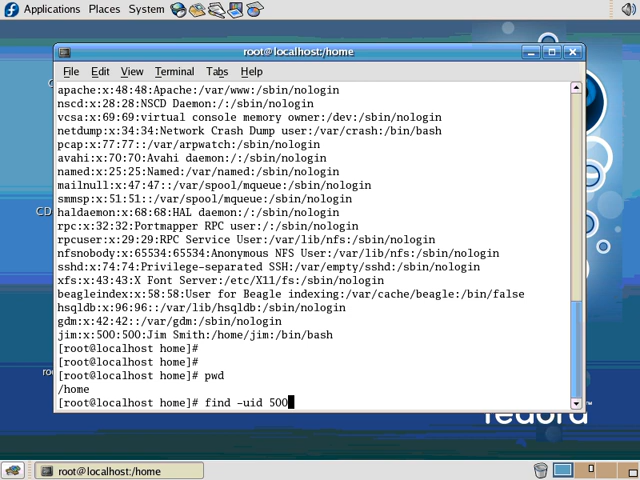 Applications Places System
root@localhost:/home
File Edit View Terminal Tabs Help
apache:x:48:48:Apache:/var/www:/sbin/nologin
nscd:x:28:28:NSCD Daemon:/:/sbin/nologin
vcsa:x:69:69:virtual console memory owner:/dev:/sbin/nologin
netdump:x:34:34:Network Crash Dump user:/var/crash:/bin/bash
pcap:x:77:77::/var/arpwatch:/sbin/nologin
avahi:x:70:70:Avahi daemon:/:/sbin/nologin
named:x:25:25:Named:/var/named:/sbin/nologin
mailnull:x:47:47::/var/spool/mqueue:/sbin/nologin
smmsp:x:51:51::/var/spool/mqueue:/sbin/nologin
haldaemon:x:68:68:HAL daemon:/:/sbin/nologin
rpc:x:32:32:Portmapper RPC user:/:/sbin/nologin
rpcuser:x:29:29:RPC Service User:/var/lib/nfs:/sbin/nologin
nfsnobody:x:65534:65534:Anonymous NFS User:/var/lib/nfs:/sbin/nologin
sshd:x:74:74:Privilege-separated SSH:/var/empty/sshd:/sbin/nologin
xfs:x:43:43:X Font Server:/etc/X11/fs:/sbin/nologin
beagleindex:x:58:58:User for Beagle indexing:/var/cache/beagle:/bin/false
hsqldb:x:96:96::/var/lib/hsqldb:/sbin/nologin
gdm:x:42:42::/var/gdm:/sbin/nologin
jim:x:500:500:Jim Smith:/home/jim:/bin/bash
[root@localhost home]#
[root@localhost home]#
[root@localhost home]# pwd
/home
[root@localhost home]# find -uid 500
root@localhost:/home